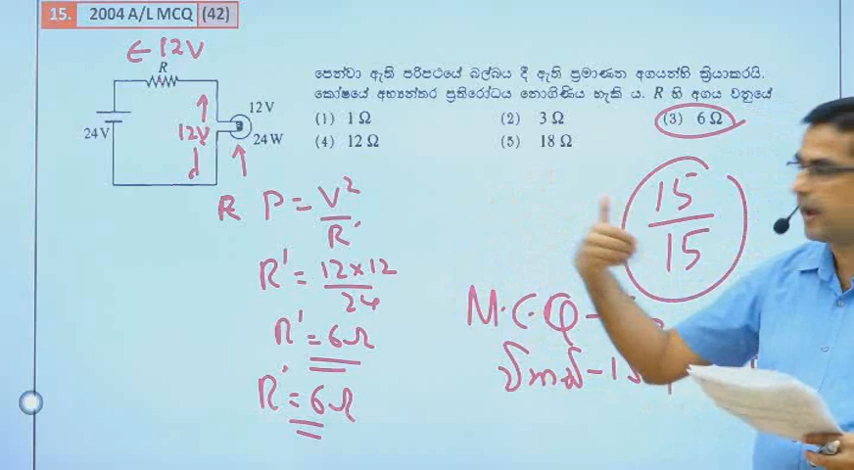 15. 2004 A/L MCQ (42)
← 12V
R
24V
12V
12V
24W
පෙන්වා ඇති පරිපථයේ බල්බය දී ඇති ප්‍රමාණන අගයන්හි ක්‍රියාකරයි.
කෝෂයේ අභ්‍යන්තර ප්‍රතිරෝධය නොගිණිය හැකි ය. R හි අගය වනුයේ
(1) 1 Ω (2) 3 Ω (3) 6 Ω
(4) 12 Ω (5) 18 Ω
R P = V²/R'
R' = 12×12/24
R' = 6Ω
R' = 6Ω
15/15
M.C.Q -